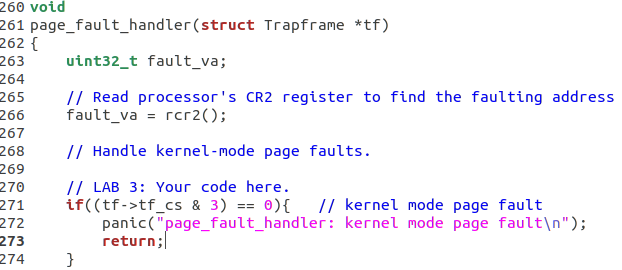 260 void
261 page_fault_handler(struct Trapframe *tf)
262 {
263     uint32_t fault_va;
264
265     // Read processor's CR2 register to find the faulting address
266     fault_va = rcr2();
267
268     // Handle kernel-mode page faults.
269
270     // LAB 3: Your code here.
271     if((tf->tf_cs & 3) == 0){   // kernel mode page fault
272         panic("page_fault_handler: kernel mode page fault\n");
273         return;
274     }